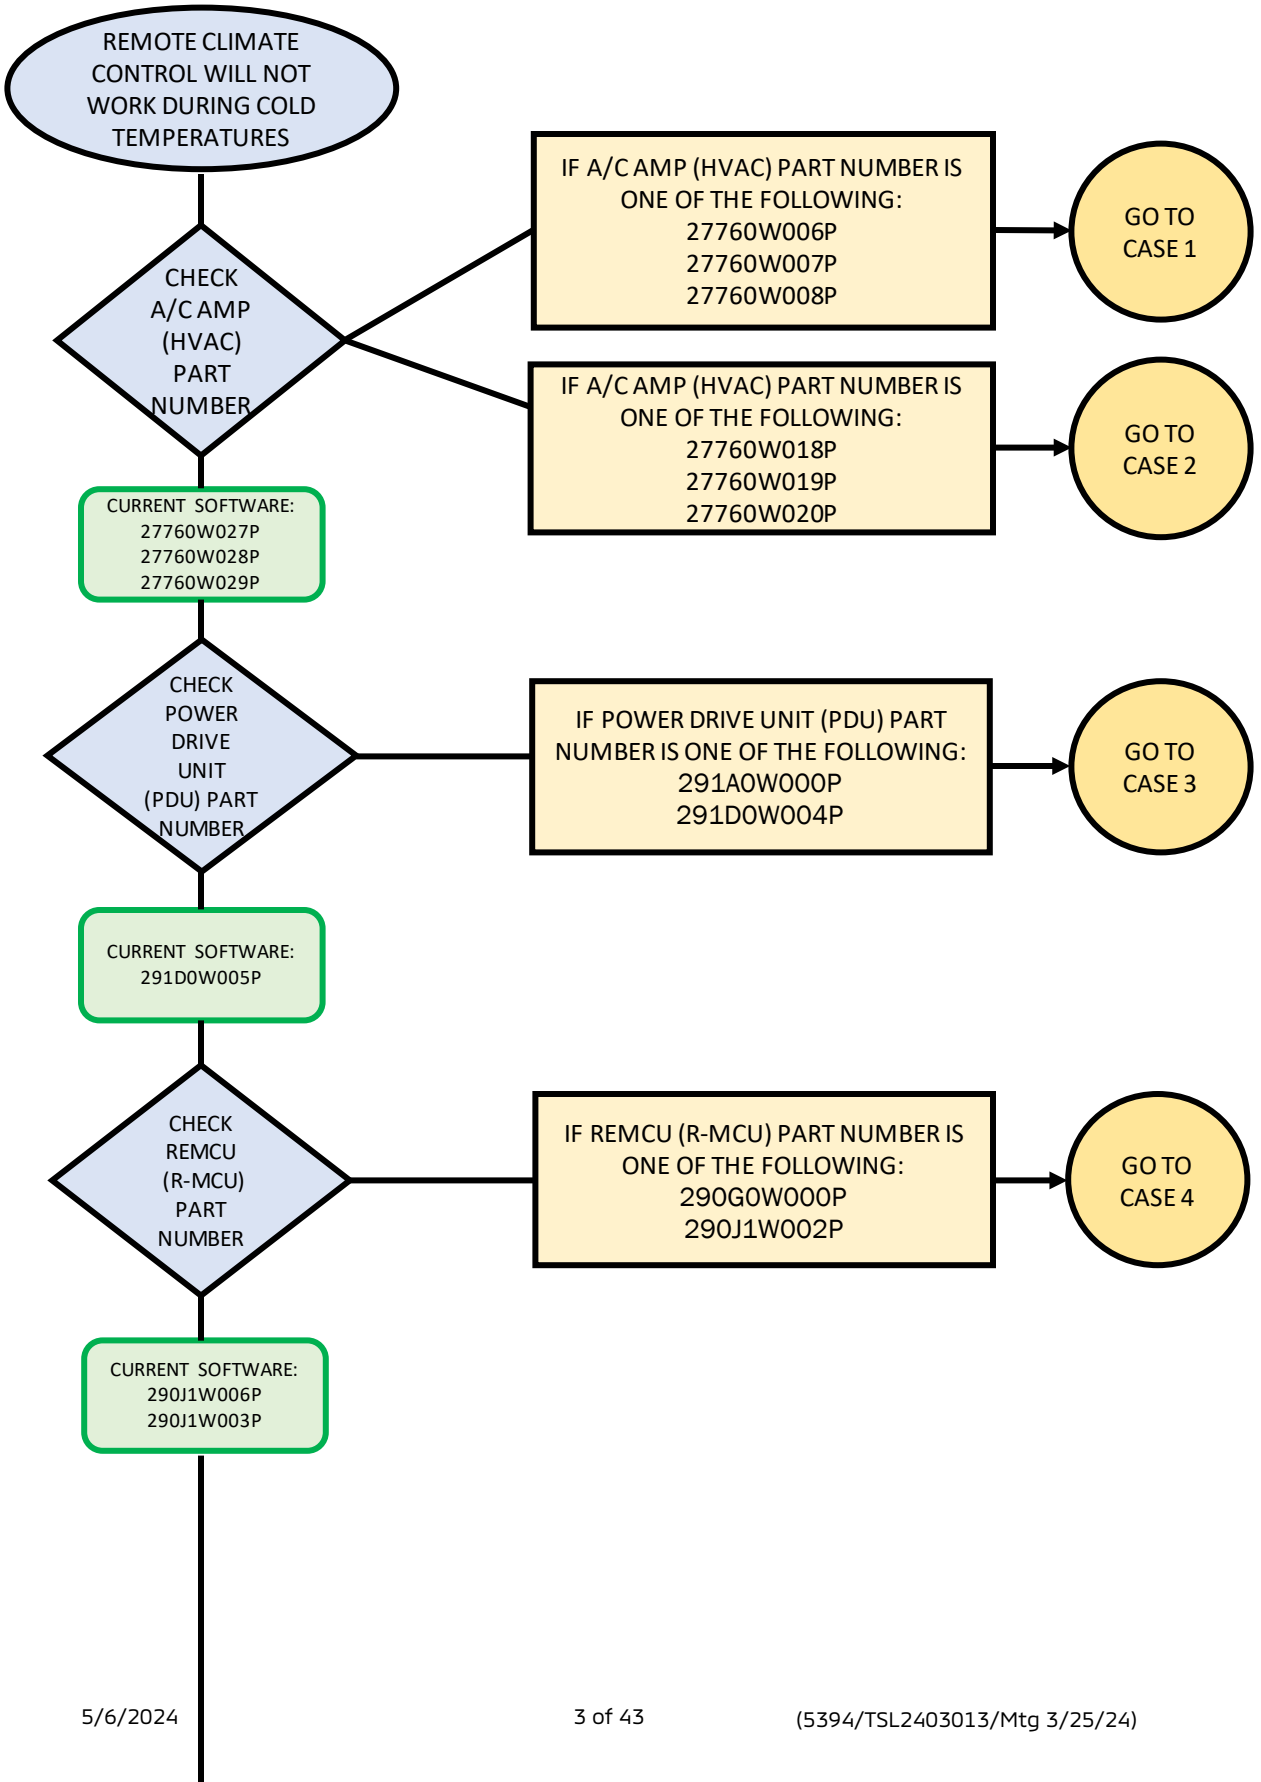 REMOTE CLIMATE
CONTROL WILL NOT
WORK DURING COLD
TEMPERATURES
CHECK
A/C AMP
(HVAC)
PART
NUMBER
IF A/C AMP (HVAC) PART NUMBER IS
ONE OF THE FOLLOWING:
27760W006P
27760W007P
27760W008P
GO TO
CASE 1
IF A/C AMP (HVAC) PART NUMBER IS
ONE OF THE FOLLOWING:
27760W018P
27760W019P
27760W020P
GO TO
CASE 2
CURRENT SOFTWARE:
27760W027P
27760W028P
27760W029P
CHECK
POWER
DRIVE
UNIT
(PDU) PART
NUMBER
IF POWER DRIVE UNIT (PDU) PART
NUMBER IS ONE OF THE FOLLOWING:
291A0W000P
291D0W004P
GO TO
CASE 3
CURRENT SOFTWARE:
291D0W005P
CHECK
REMCU
(R-MCU)
PART
NUMBER
IF REMCU (R-MCU) PART NUMBER IS
ONE OF THE FOLLOWING:
290G0W000P
290J1W002P
GO TO
CASE 4
CURRENT SOFTWARE:
290J1W006P
290J1W003P
5/6/2024
3 of 43
(5394/TSL2403013/Mtg 3/25/24)